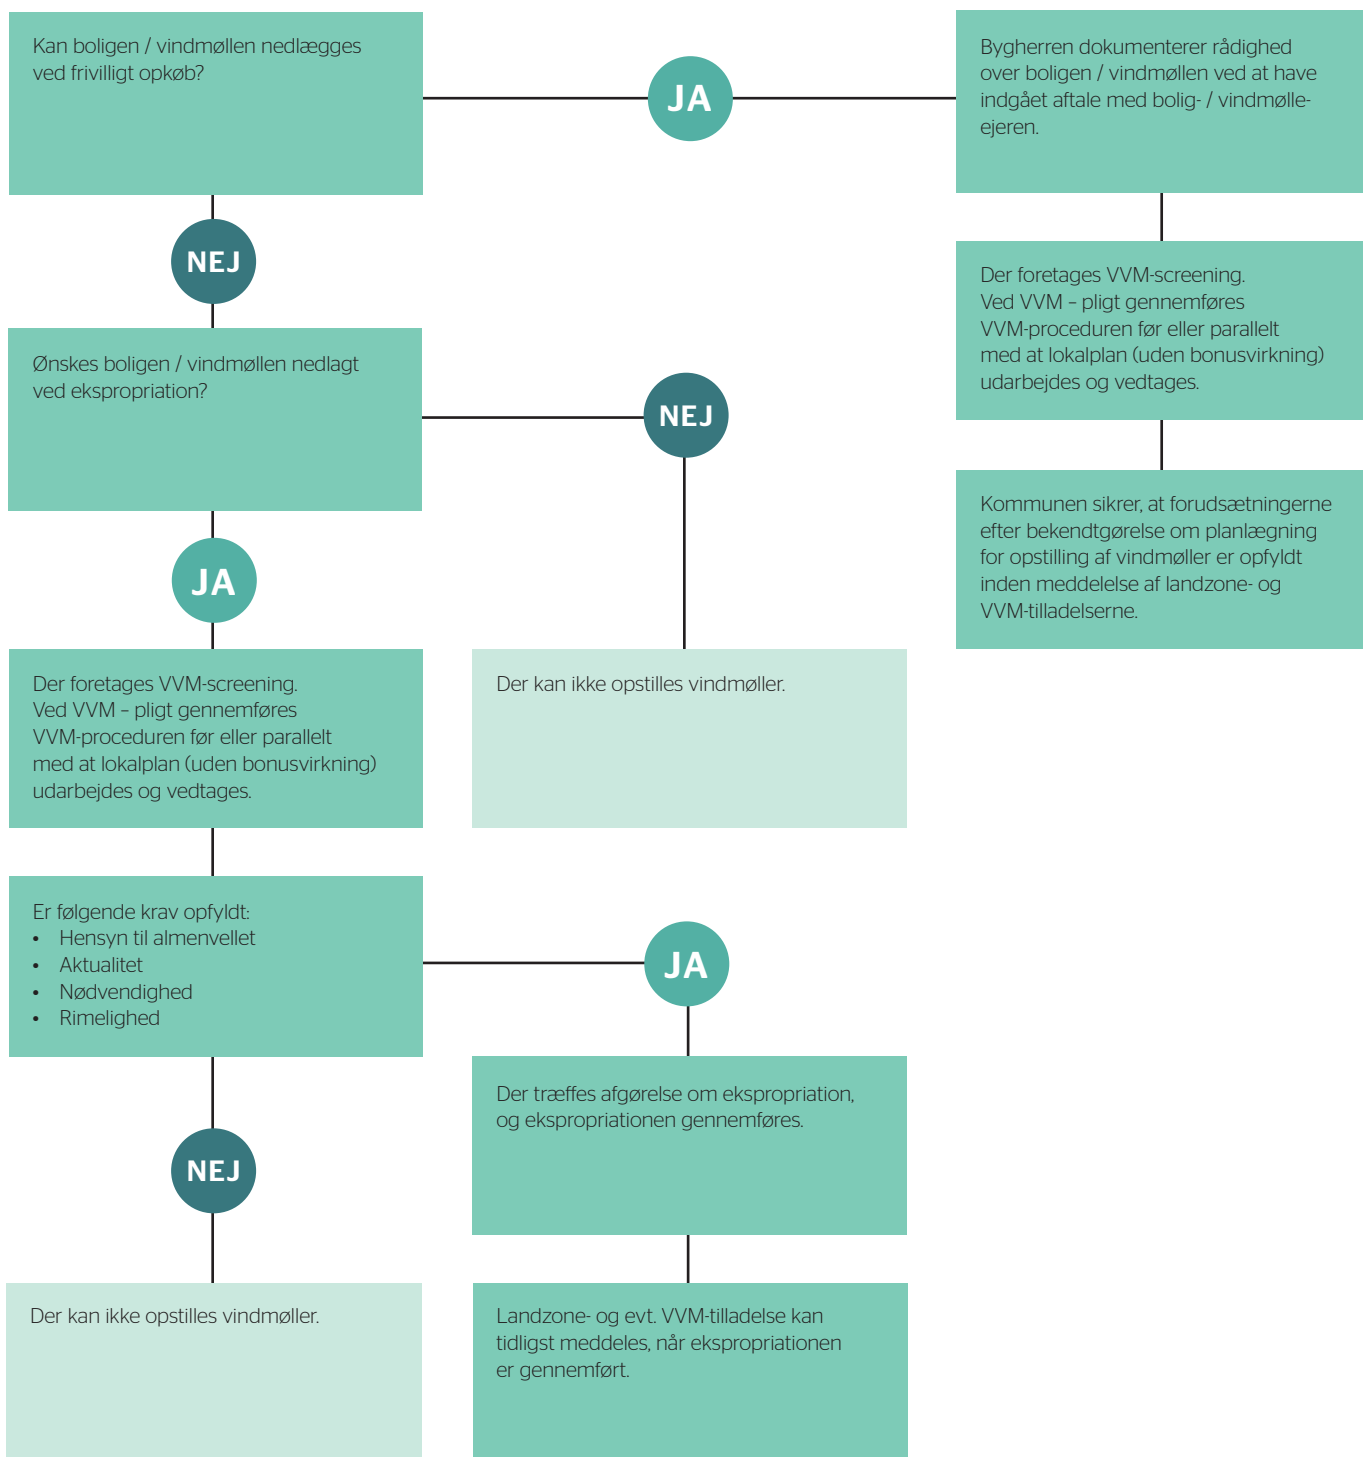 Kan boligen / vindmøllen nedlægges
ved frivilligt opkøb?
JA
Bygherren dokumenterer rådighed
over boligen / vindmøllen ved at have
indgået aftale med bolig- / vindmølle-
ejeren.
NEJ
Der foretages VVM-screening.
Ved VVM – pligt gennemføres
VVM-proceduren før eller parallelt
med at lokalplan (uden bonusvirkning)
udarbejdes og vedtages.
Ønskes boligen / vindmøllen nedlagt
ved ekspropriation?
NEJ
Kommunen sikrer, at forudsætningerne
efter bekendtgørelse om planlægning
for opstilling af vindmøller er opfyldt
inden meddelelse af landzone- og
VVM-tilladelserne.
JA
Der foretages VVM-screening.
Ved VVM – pligt gennemføres
VVM-proceduren før eller parallelt
med at lokalplan (uden bonusvirkning)
udarbejdes og vedtages.
Der kan ikke opstilles vindmøller.
Er følgende krav opfyldt:
• Hensyn til almenvellet
• Aktualitet
• Nødvendighed
• Rimelighed
JA
Der træffes afgørelse om ekspropriation,
og ekspropriationen gennemføres.
NEJ
Der kan ikke opstilles vindmøller.
Landzone- og evt. VVM-tilladelse kan
tidligst meddeles, når ekspropriationen
er gennemført.